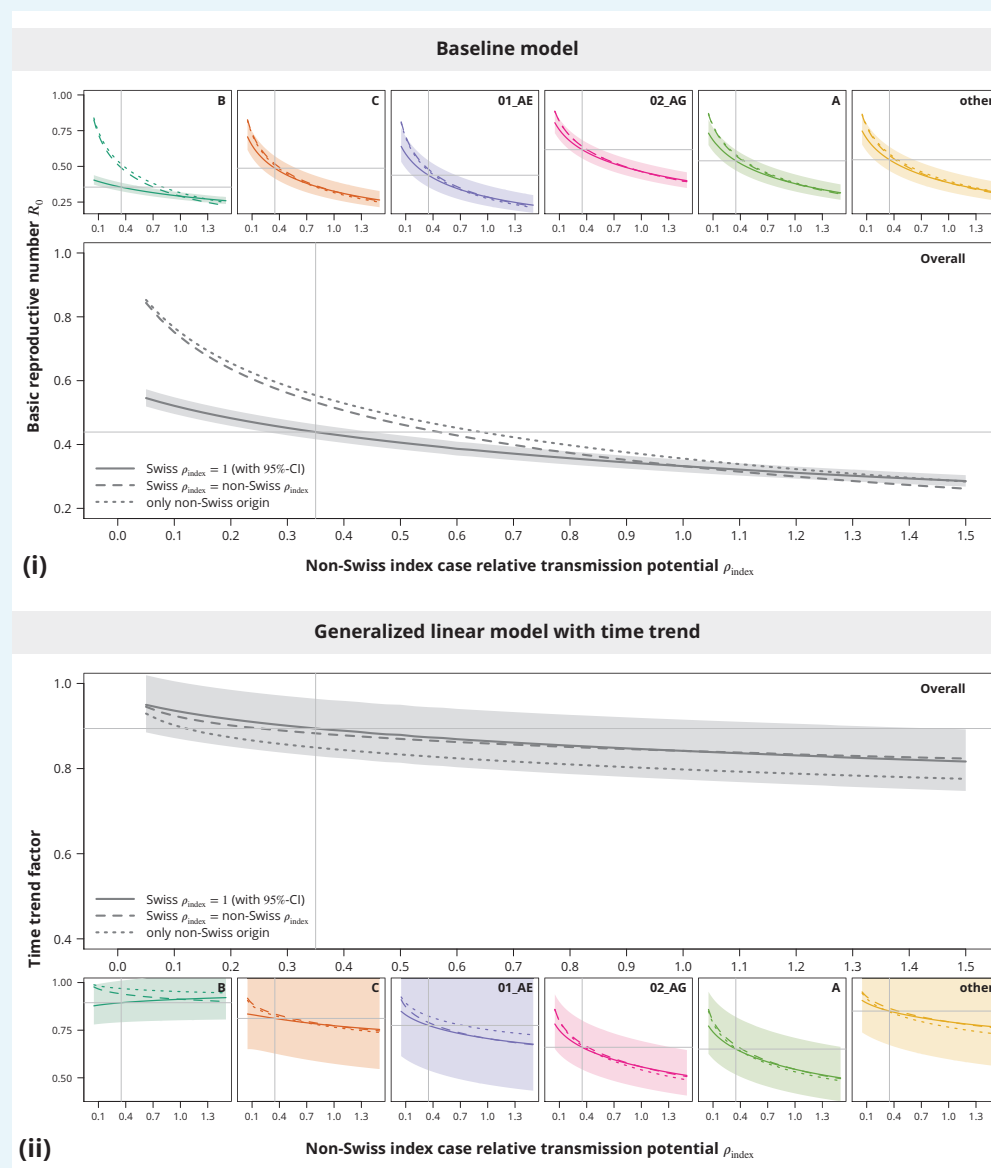 Baseline model
B C 01_AE 02_AG A other
1.00
0.75
0.50
0.25
0.1 0.4 0.7 1.0 1.3 0.1 0.4 0.7 1.0 1.3 0.1 0.4 0.7 1.0 1.3 0.1 0.4 0.7 1.0 1.3 0.1 0.4 0.7 1.0 1.3 0.1 0.4 0.7 1.0 1.3
Basic reproductive number R₀
Overall
1.0
0.8
0.6
0.4
0.2
Swiss ρindex = 1 (with 95%-CI)
Swiss ρindex = non-Swiss ρindex
only non-Swiss origin
0.0 0.1 0.2 0.3 0.4 0.5 0.6 0.7 0.8 0.9 1.0 1.1 1.2 1.3 1.4 1.5
(i)
Non-Swiss index case relative transmission potential ρindex
Generalized linear model with time trend
Overall
1.0
0.8
0.6
0.4
Time trend factor
Swiss ρindex = 1 (with 95%-CI)
Swiss ρindex = non-Swiss ρindex
only non-Swiss origin
0.0 0.1 0.2 0.3 0.4 0.5 0.6 0.7 0.8 0.9 1.0 1.1 1.2 1.3 1.4 1.5
B C 01_AE 02_AG A other
1.00
0.75
0.50
0.1 0.4 0.7 1.0 1.3 0.1 0.4 0.7 1.0 1.3 0.1 0.4 0.7 1.0 1.3 0.1 0.4 0.7 1.0 1.3 0.1 0.4 0.7 1.0 1.3 0.1 0.4 0.7 1.0 1.3
(ii)
Non-Swiss index case relative transmission potential ρindex